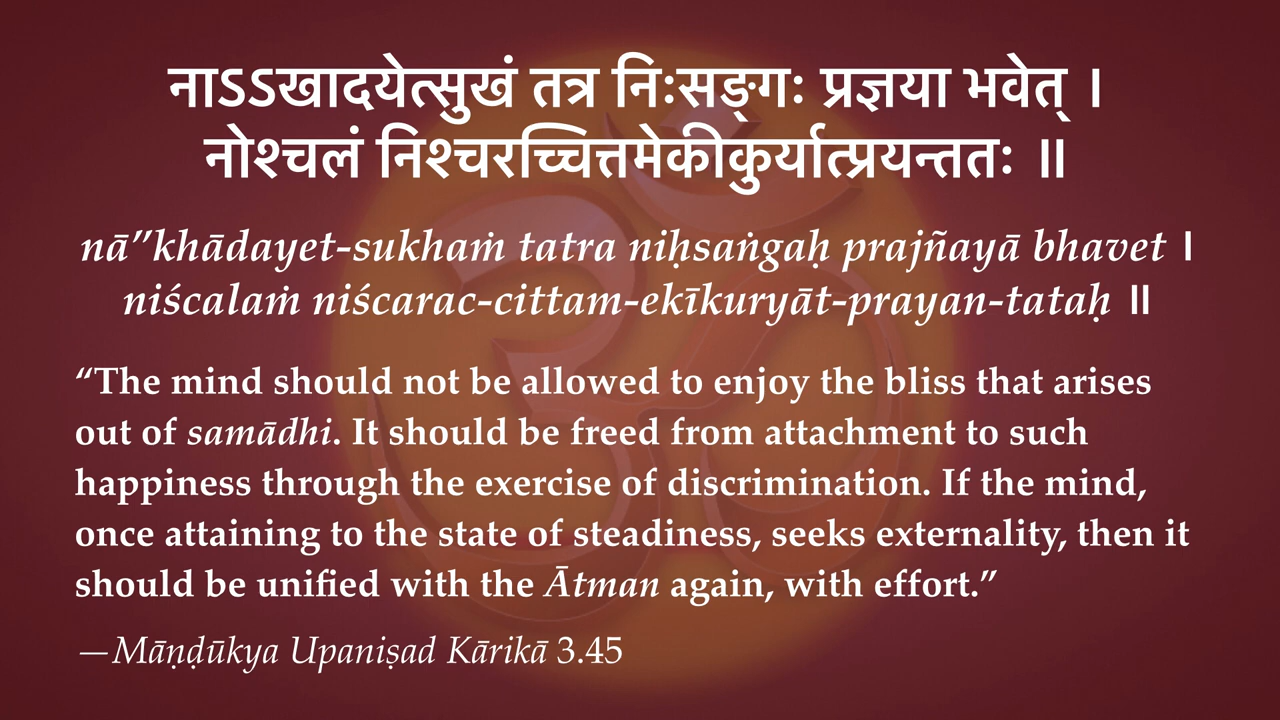 नाऽऽखादयेत्सुखं तत्र निःसङ्गः प्रज्ञया भवेत् ।
नोश्चलं निश्चरच्चित्तमेकीकुर्यात्प्रयन्ततः ॥
nā”khādayet-sukhaṁ tatra niḥsaṅgaḥ prajñayā bhavet ।
niścalaṁ niścarac-cittam-ekīkuryāt-prayan-tataḥ ॥
“The mind should not be allowed to enjoy the bliss that arises
out of samādhi. It should be freed from attachment to such
happiness through the exercise of discrimination. If the mind,
once attaining to the state of steadiness, seeks externality, then it
should be unified with the Ātman again, with effort.”
—Māṇḍūkya Upaniṣad Kārikā 3.45